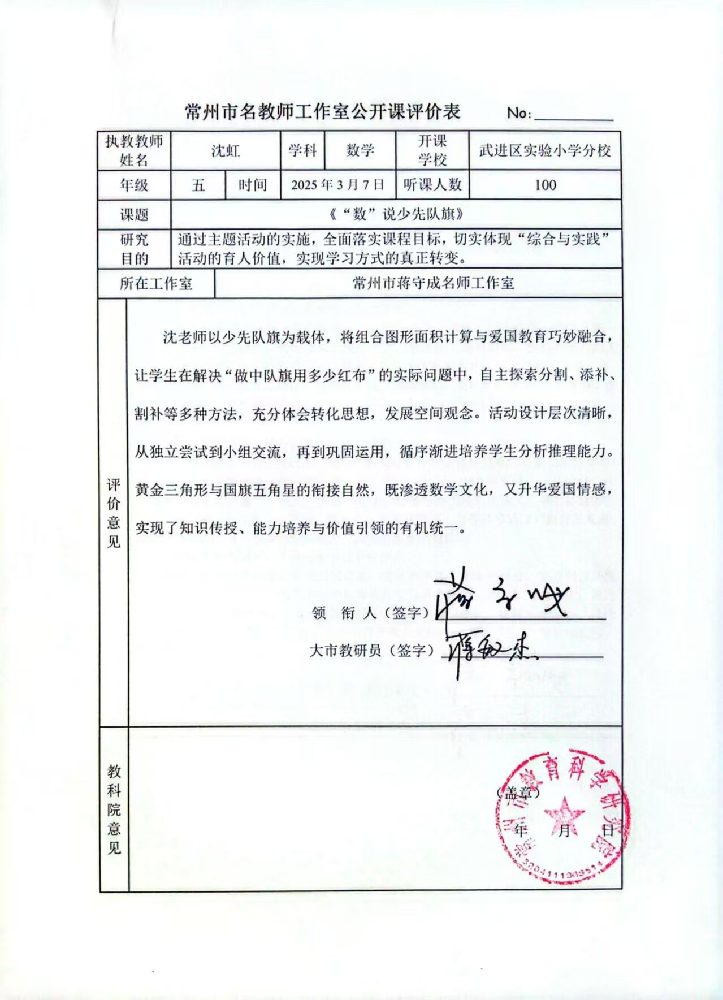 常州市名教师工作室公开课评价表 No:
执教教师姓名 沈虹 学科 数学 开课学校 武进区实验小学分校
年级 五 时间 2025年3月7日 听课人数 100
课题 《“数”说少先队旗》
研究目的 通过主题活动的实施，全面落实课程目标，切实体现“综合与实践”
活动的育人价值，实现学习方式的真正转变。
所在工作室 常州市蒋守成名师工作室
评价意见
沈老师以少先队旗为载体，将组合图形面积计算与爱国教育巧妙融合，
让学生在解决“做中队旗用多少红布”的实际问题中，自主探索分割、添补、
割补等多种方法，充分体会转化思想，发展空间观念。活动设计层次清晰，
从独立尝试到小组交流，再到巩固运用，循序渐进培养学生分析推理能力。
黄金三角形与国旗五角星的衔接自然，既渗透数学文化，又升华爱国情感，
实现了知识传授、能力培养与价值引领的有机统一。
领衔人（签字）蒋守成
大市教研员（签字）蒋敏杰
教科院意见
（盖章）
年 月 日
常州市教育科学研究院